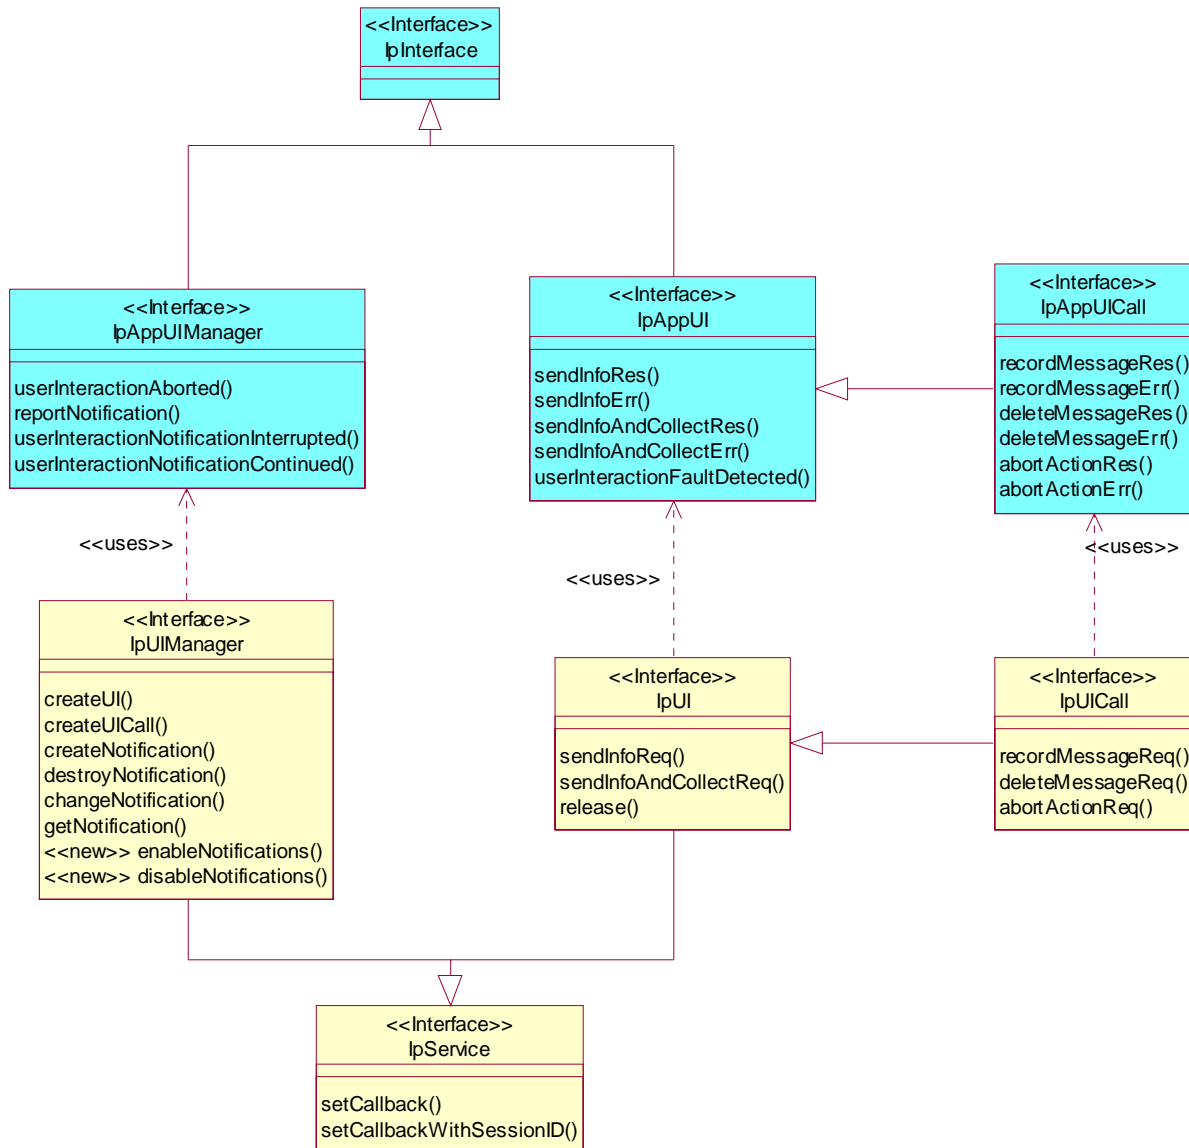 <<Interface>>
IpInterface
<<Interface>>
IpAppUIManager
userInteractionAborted()
reportNotification()
userInteractionNotificationInterrupted()
userInteractionNotificationContinued()
<<Interface>>
IpAppUI
sendInfoRes()
sendInfoErr()
sendInfoAndCollectRes()
sendInfoAndCollectErr()
userInteractionFaultDetected()
<<Interface>>
IpAppUICall
recordMessageRes()
recordMessageErr()
deleteMessageRes()
deleteMessageErr()
abortActionRes()
abortActionErr()
<<uses>>
<<uses>>
<<uses>>
<<Interface>>
IpUIManager
createUI()
createUICall()
createNotification()
destroyNotification()
changeNotification()
getNotification()
<<new>> enableNotifications()
<<new>> disableNotifications()
<<Interface>>
IpUI
sendInfoReq()
sendInfoAndCollectReq()
release()
<<Interface>>
IpUICall
recordMessageReq()
deleteMessageReq()
abortActionReq()
<<Interface>>
IpService
setCallback()
setCallbackWithSessionID()